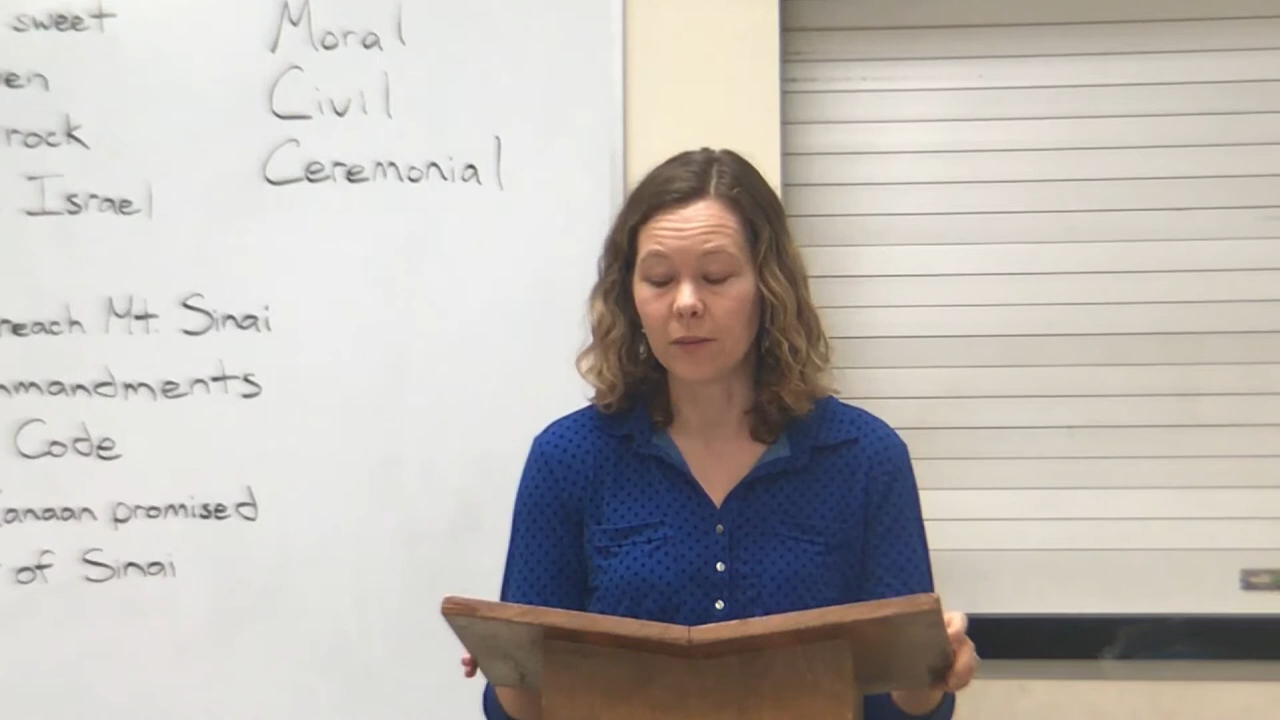 sweet
en
rock
Israel
reach Mt. Sinai
mmandments
Code
anaan promised
of Sinai
Moral
Civil
Ceremonial